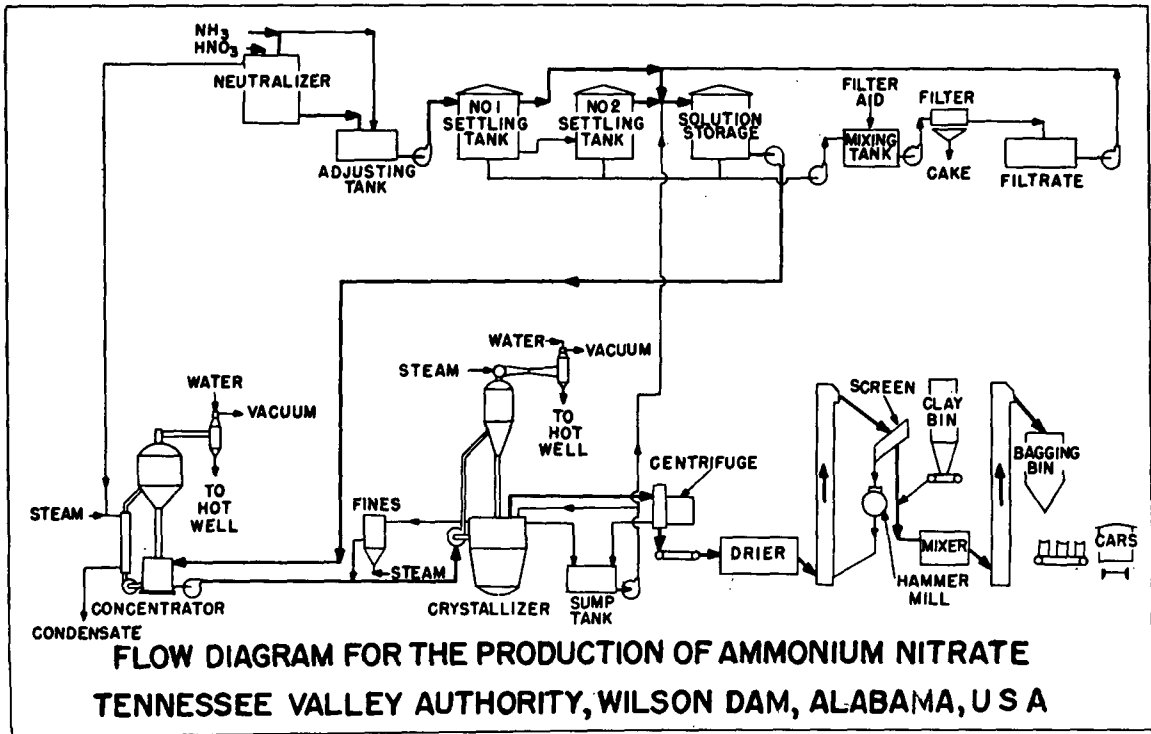 NH3
HNO3
NEUTRALIZER
ADJUSTING
TANK
NO 1
SETTLING
TANK
NO 2
SETTLING
TANK
SOLUTION
STORAGE
FILTER
AID
MIXING
TANK
FILTER
CAKE
FILTRATE
WATER
VACUUM
TO
HOT
WELL
STEAM
CONCENTRATOR
CONDENSATE
FINES
STEAM
STEAM
WATER
VACUUM
TO
HOT
WELL
CRYSTALLIZER
CENTRIFUGE
SUMP
TANK
DRIER
SCREEN
CLAY
BIN
HAMMER
MILL
MIXER
BAGGING
BIN
CARS
FLOW DIAGRAM FOR THE PRODUCTION OF AMMONIUM NITRATE
TENNESSEE VALLEY AUTHORITY, WILSON DAM, ALABAMA, U S A